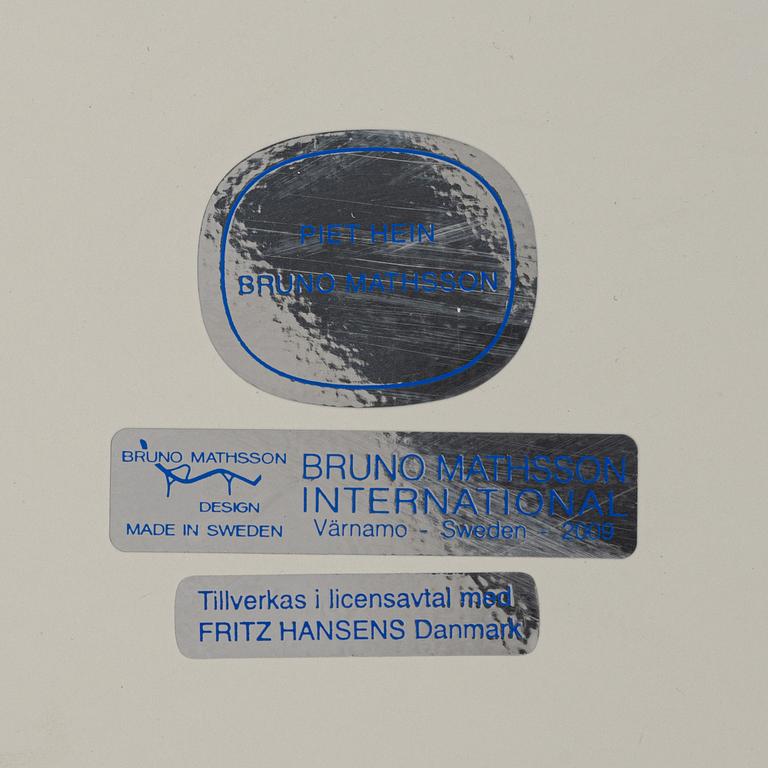 PIET HEIN
BRUNO MATHSSON
BRUNO MATHSSON
DESIGN
MADE IN SWEDEN
BRUNO MATHSSON
INTERNATIONAL
Värnamo - Sweden - 2009
Tillverkas i licensavtal med
FRITZ HANSENS Danmark